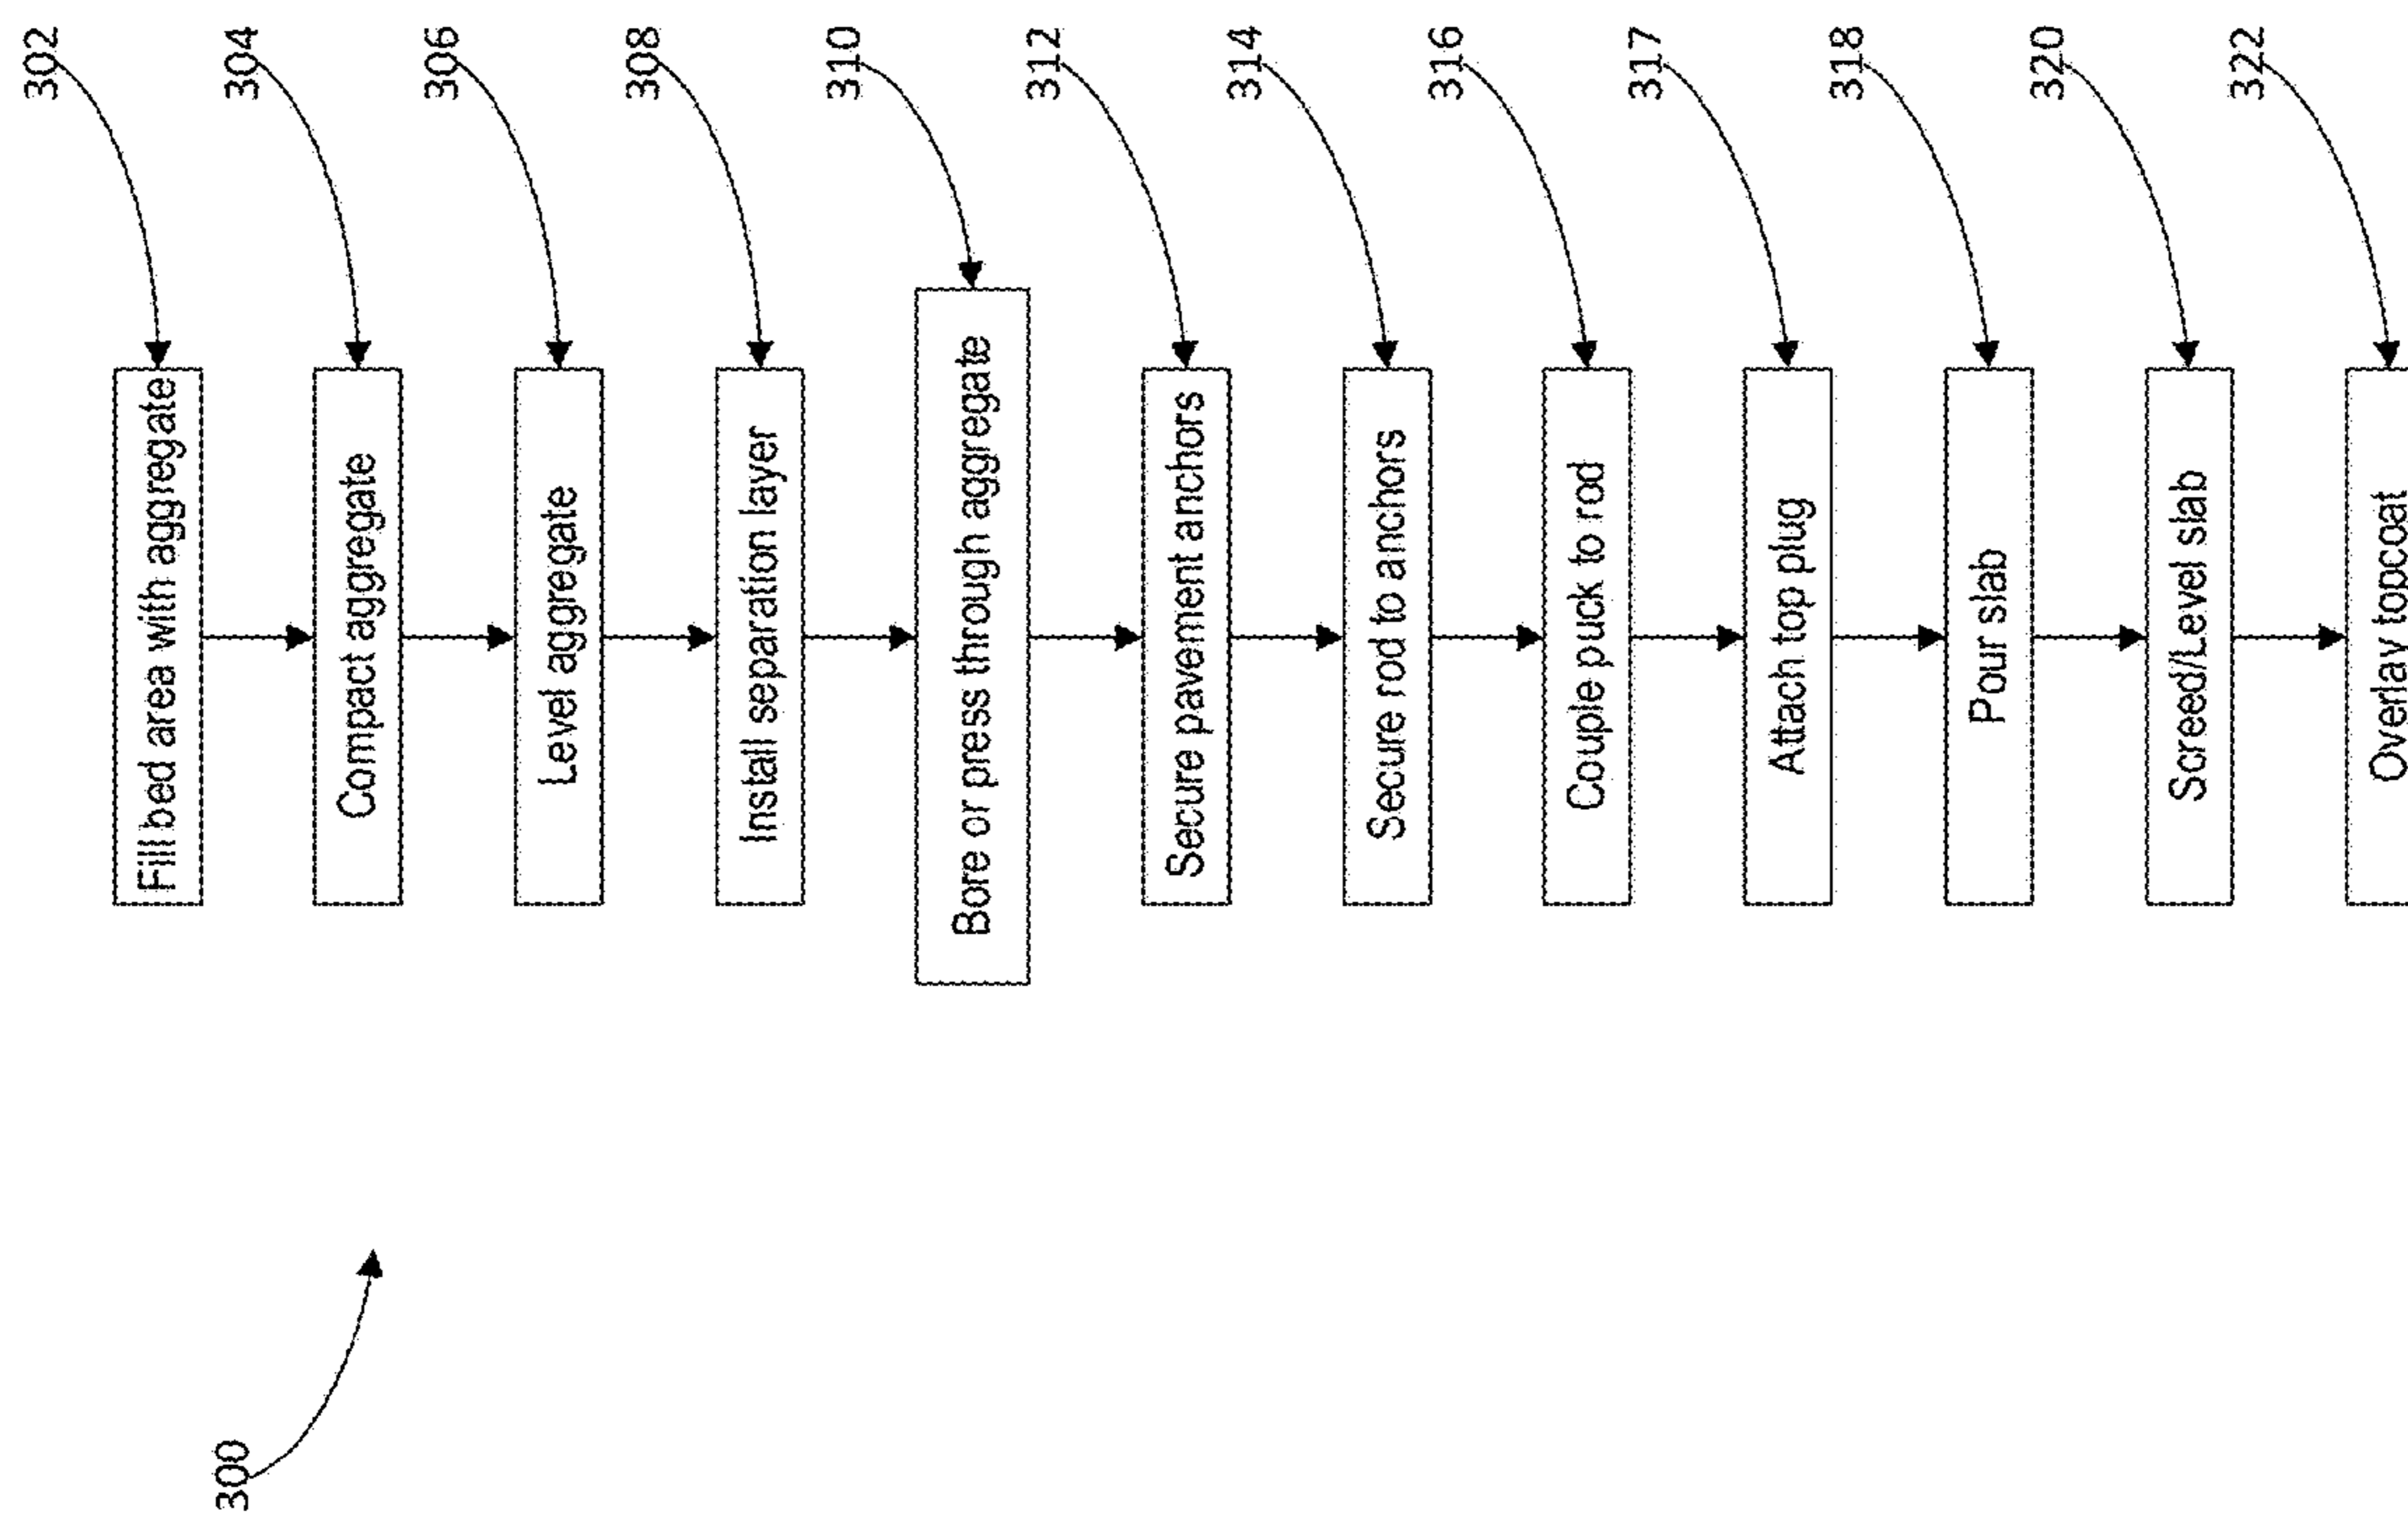 300
302
Fill bed area with aggregate
304
Compact aggregate
306
Level aggregate
308
Install separation layer
310
Bore or press through aggregate
312
Secure pavement anchors
314
Secure rod to anchors
316
Couple puck to rod
317
Attach top plug
318
Pour slab
320
Screed/Level slab
322
Overlay topcoat